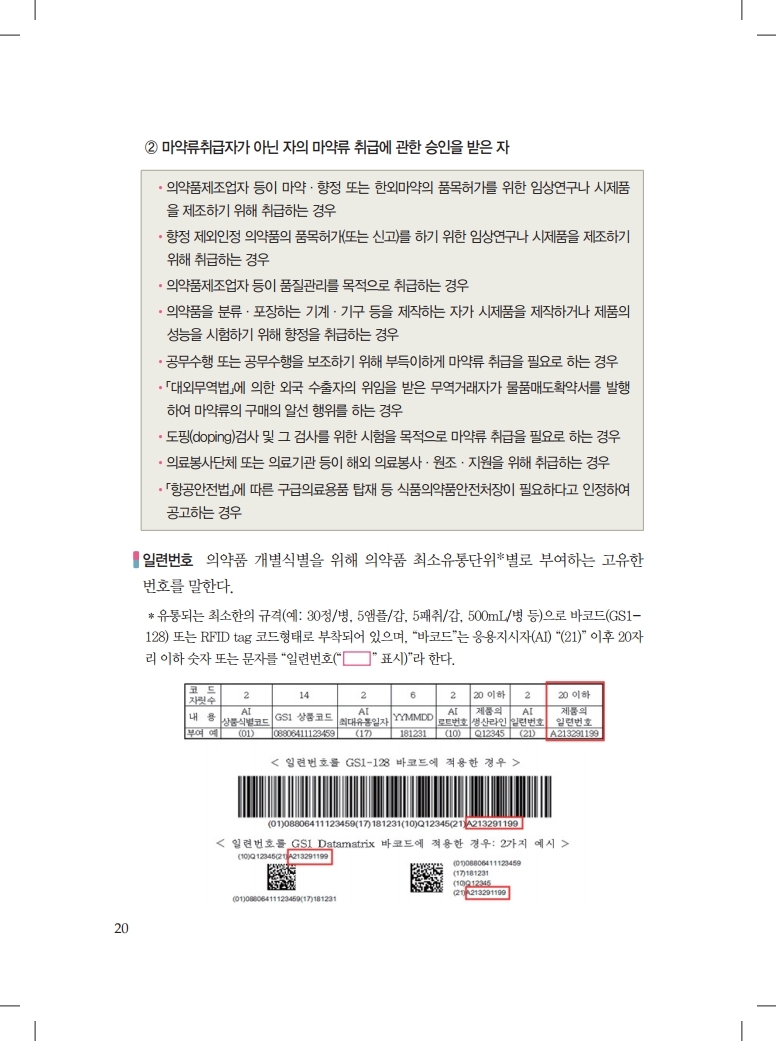 ② 마약류취급자가 아닌 자의 마약류 취급에 관한 승인을 받은 자
• 의약품제조업자 등이 마약 · 향정 또는 한외마약의 품목허가를 위한 임상연구나 시제품
을 제조하기 위해 취급하는 경우
• 향정 제외인정 의약품의 품목허가(또는 신고)를 하기 위한 임상연구나 시제품을 제조하기
위해 취급하는 경우
• 의약품제조업자 등이 품질관리를 목적으로 취급하는 경우
• 의약품을 분류 · 포장하는 기계 · 기구 등을 제작하는 자가 시제품을 제작하거나 제품의
성능을 시험하기 위해 향정을 취급하는 경우
• 공무수행 또는 공무수행을 보조하기 위해 부득이하게 마약류 취급을 필요로 하는 경우
• 「대외무역법」에 의한 외국 수출자의 위임을 받은 무역거래자가 물품매도확약서를 발행
하여 마약류의 구매의 알선 행위를 하는 경우
• 도핑(doping)검사 및 그 검사를 위한 시험을 목적으로 마약류 취급을 필요로 하는 경우
• 의료봉사단체 또는 의료기관 등이 해외 의료봉사 · 원조 · 지원을 위해 취급하는 경우
• 「항공안전법」에 따른 구급의료용품 탑재 등 식품의약품안전처장이 필요하다고 인정하여
공고하는 경우
일련번호 의약품 개별식별을 위해 의약품 최소유통단위*별로 부여하는 고유한
번호를 말한다.
* 유통되는 최소한의 규격(예: 30정/병, 5앰플/갑, 5패취/갑, 500mL/병 등)으로 바코드(GS1-
128) 또는 RFID tag 코드형태로 부착되어 있으며, “바코드”는 응용지시자(AI) “(21)” 이후 20자
리 이하 숫자 또는 문자를 “일련번호(“ ” 표시)”라 한다.
코 드 자릿수 2 14 2 6 2 20 이하 2 20 이하
내 용 AI 상품식별코드 GS1 상품코드 AI 최대유통일자 YYMMDD AI 로트번호 제품의 생산라인 AI 일련번호 제품의 일련번호
부여 예 (01) 08806411123459 (17) 181231 (10) Q12345 (21) A213291199
< 일련번호를 GS1-128 바코드에 적용한 경우 >
(01)08806411123459(17)181231(10)Q12345(21)A213291199
< 일련번호를 GS1 Datamatrix 바코드에 적용한 경우: 2가지 예시 >
(10)Q12345(21)A213291199
(01)08806411123459(17)181231
(01)08806411123459
(17)181231
(10)Q12345
(21)A213291199
20